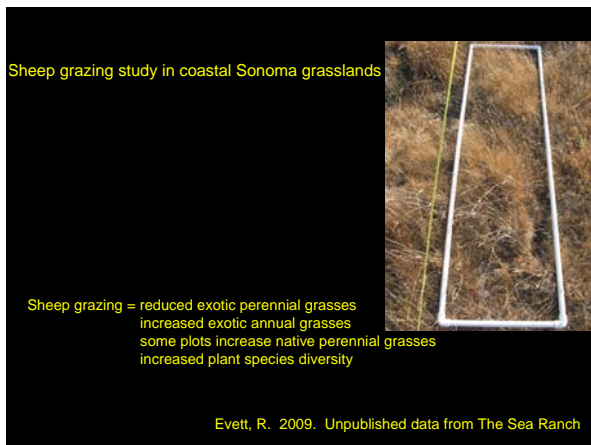 Sheep grazing study in coastal Sonoma grasslands
Sheep grazing = reduced exotic perennial grasses
increased exotic annual grasses
some plots increase native perennial grasses
increased plant species diversity
Evett, R. 2009. Unpublished data from The Sea Ranch